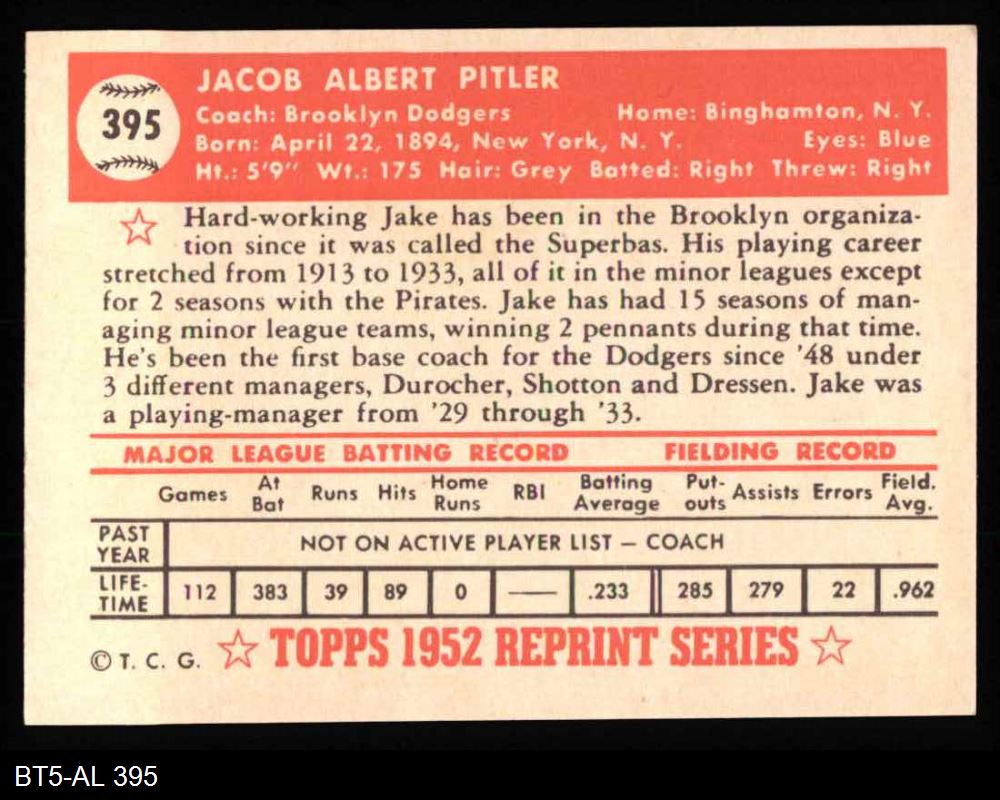 JACOB ALBERT PITLER
395
Coach: Brooklyn Dodgers Home: Binghamton, N. Y.
Born: April 22, 1894, New York, N. Y. Eyes: Blue
Ht.: 5'9" Wt.: 175 Hair: Grey Batted: Right Threw: Right
Hard-working Jake has been in the Brooklyn organiza-
tion since it was called the Superbas. His playing career
stretched from 1913 to 1933, all of it in the minor leagues except
for 2 seasons with the Pirates. Jake has had 15 seasons of man-
aging minor league teams, winning 2 pennants during that time.
He's been the first base coach for the Dodgers since '48 under
3 different managers, Durocher, Shotton and Dressen. Jake was
a playing-manager from '29 through '33.
MAJOR LEAGUE BATTING RECORD FIELDING RECORD
Games At Bat Runs Hits Home Runs RBI Batting Average Put-outs Assists Errors Field. Avg.
PAST YEAR NOT ON ACTIVE PLAYER LIST — COACH
LIFE-TIME 112 383 39 89 0 — .233 285 279 22 .962
© T. C. G. TOPPS 1952 REPRINT SERIES
BT5-AL 395